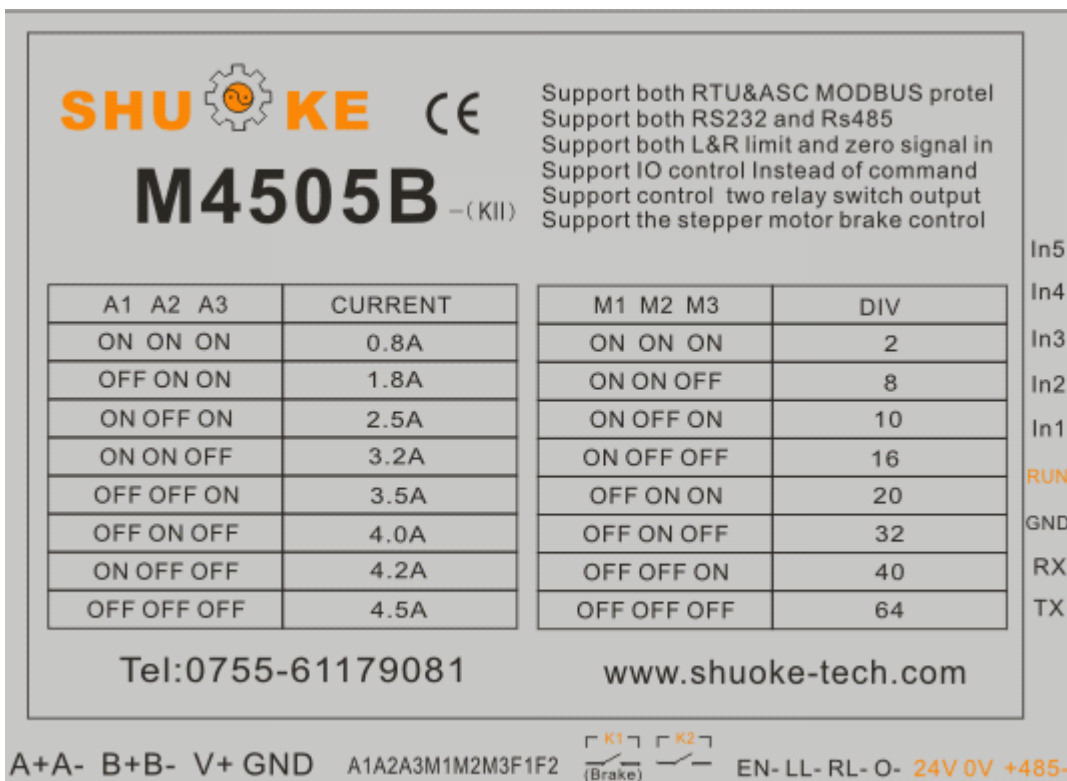 SHU KE CE
M4505B -(KII)
Support both RTU&ASC MODBUS protel
Support both RS232 and Rs485
Support both L&R limit and zero signal in
Support IO control Instead of command
Support control two relay switch output
Support the stepper motor brake control
A1 A2 A3 CURRENT
ON ON ON 0.8A
OFF ON ON 1.8A
ON OFF ON 2.5A
ON ON OFF 3.2A
OFF OFF ON 3.5A
OFF ON OFF 4.0A
ON OFF OFF 4.2A
OFF OFF OFF 4.5A
M1 M2 M3 DIV
ON ON ON 2
ON ON OFF 8
ON OFF ON 10
ON OFF OFF 16
OFF ON ON 20
OFF ON OFF 32
OFF OFF ON 40
OFF OFF OFF 64
Tel:0755-61179081
www.shuoke-tech.com
In5
In4
In3
In2
In1
RUN
GND
RX
TX
K1 K2
A+A- B+B- V+ GND A1A2A3M1M2M3F1F2 (Brake) EN- LL- RL- O- 24V 0V +485-